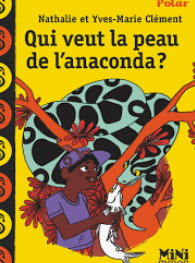 Polar
Nathalie et Yves-Marie Clément
Qui veut la peau
de l'anaconda?
MiNi